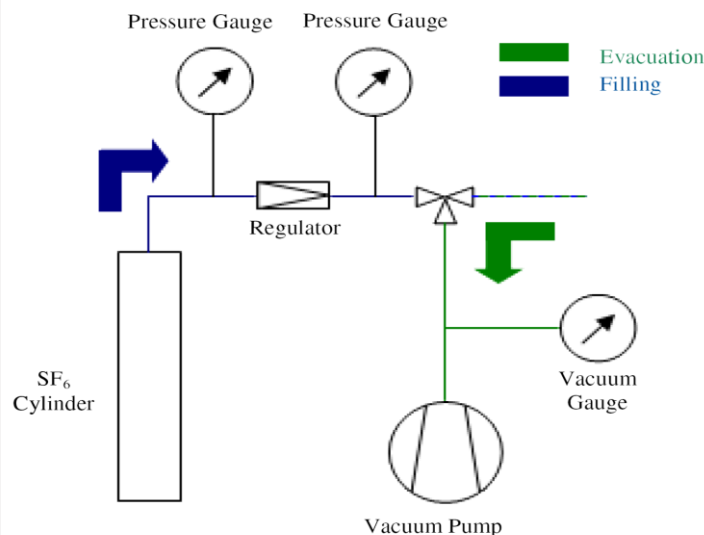 Pressure Gauge
Pressure Gauge
Evacuation
Filling
Regulator
SF₆
Cylinder
Vacuum
Gauge
Vacuum Pump